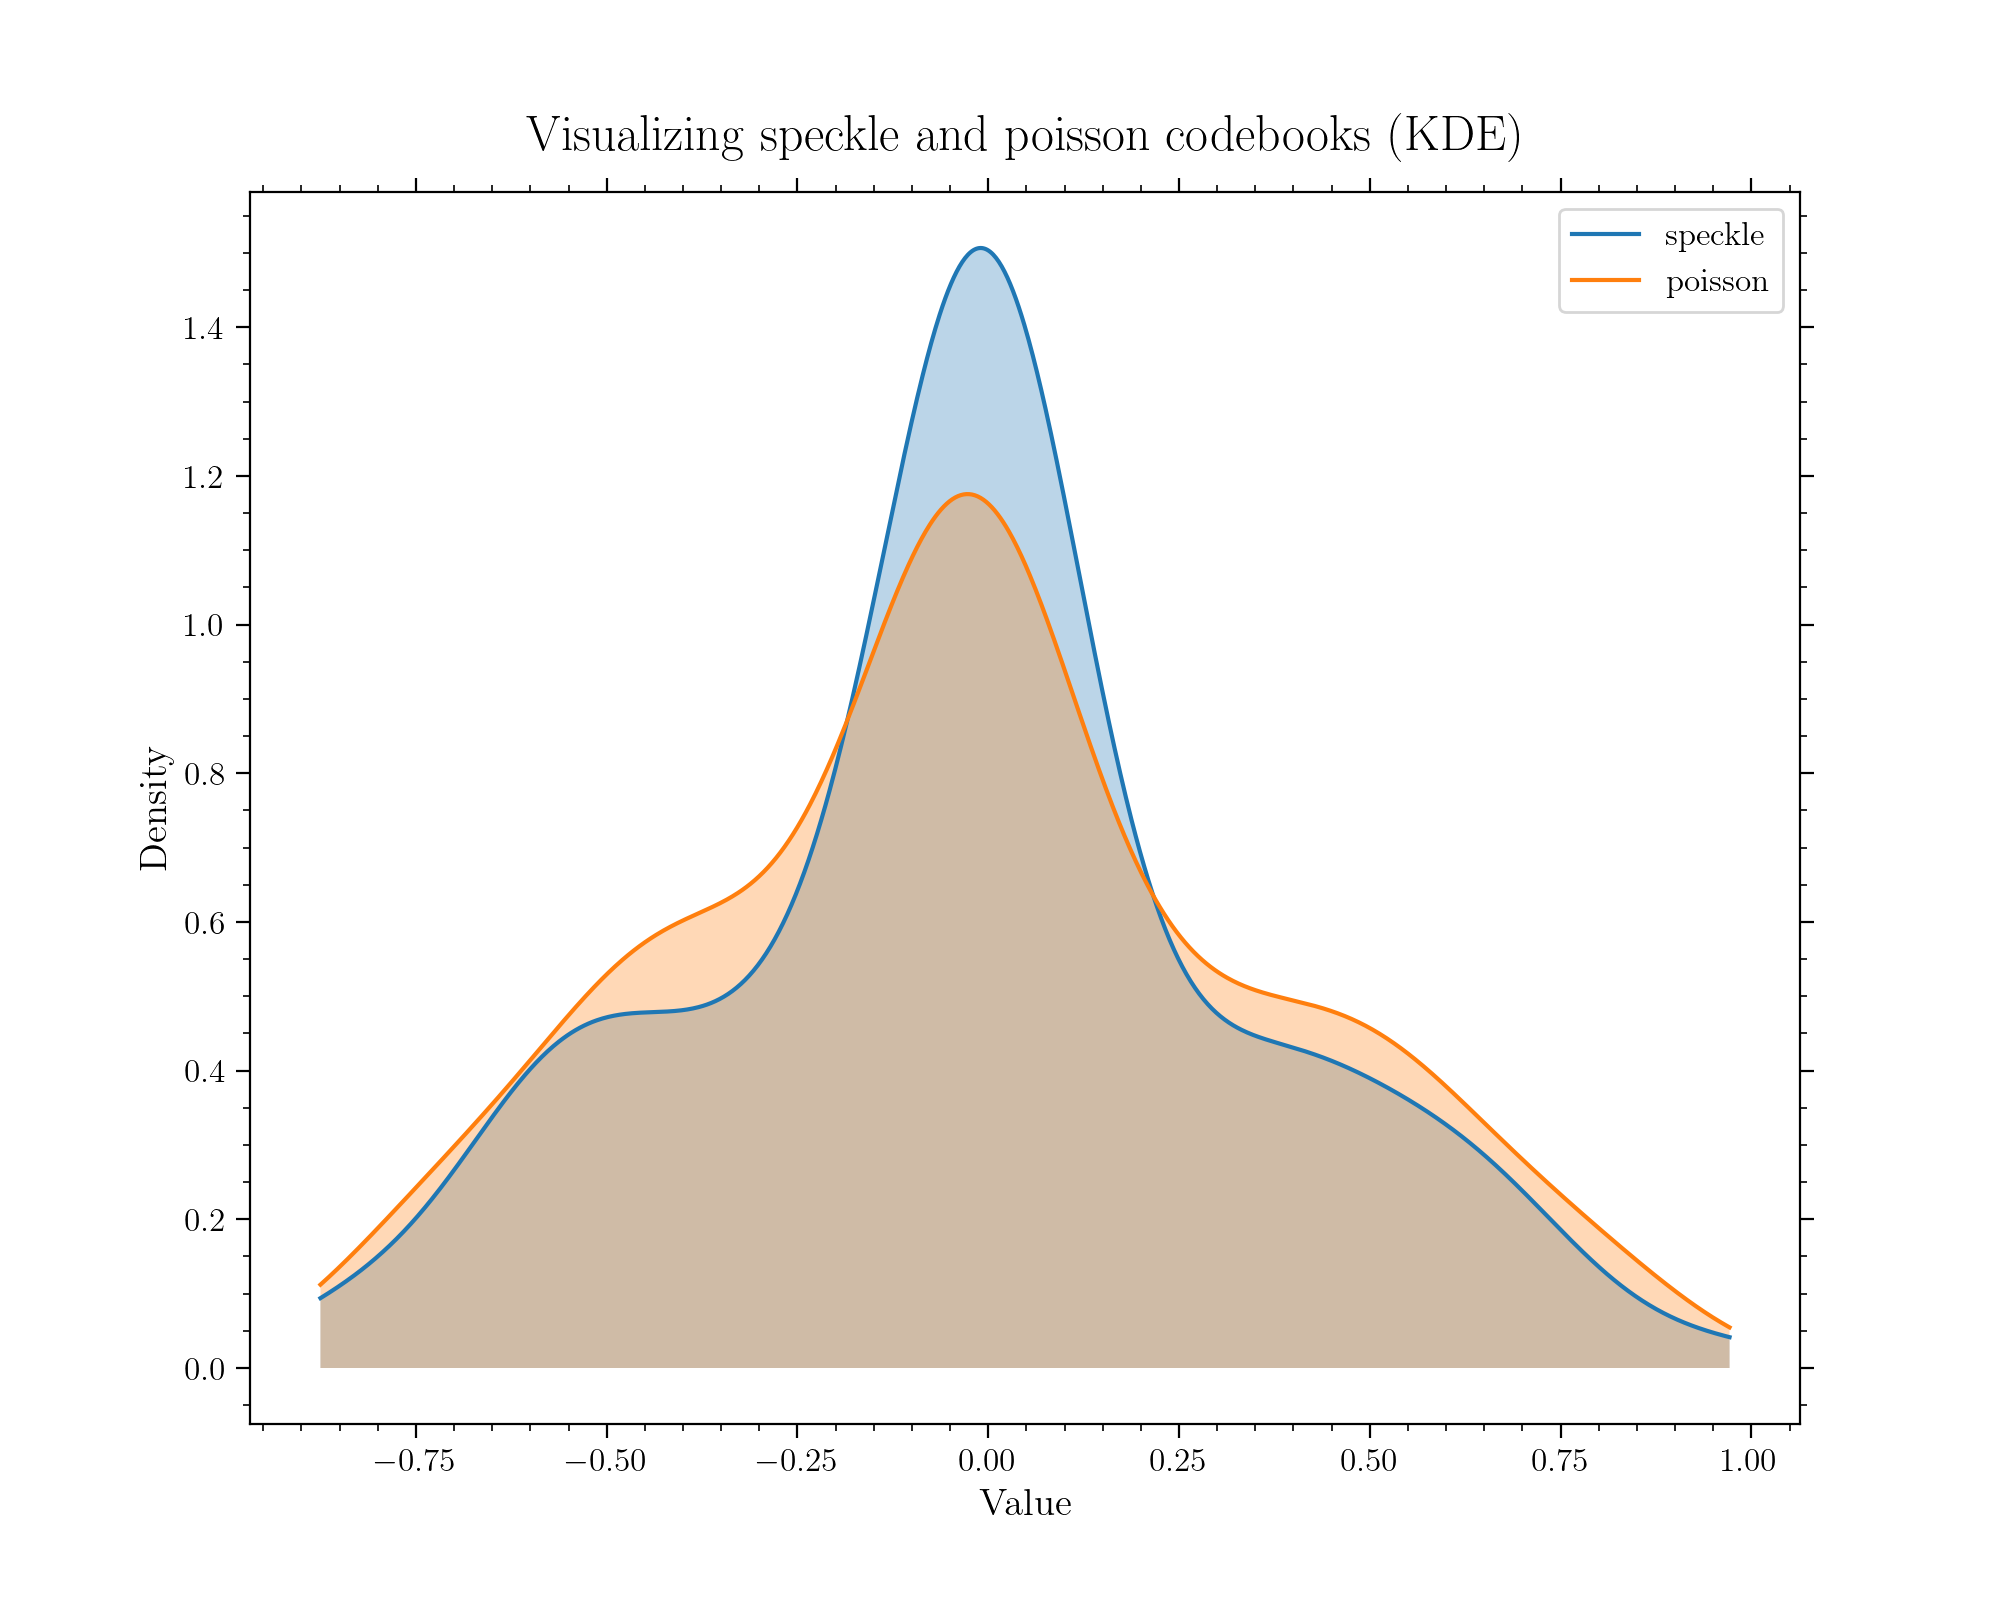 Visualizing speckle and poisson codebooks (KDE)
speckle
poisson
Density
1.4
1.2
1.0
0.8
0.6
0.4
0.2
0.0
−0.75 −0.50 −0.25 0.00 0.25 0.50 0.75 1.00
Value